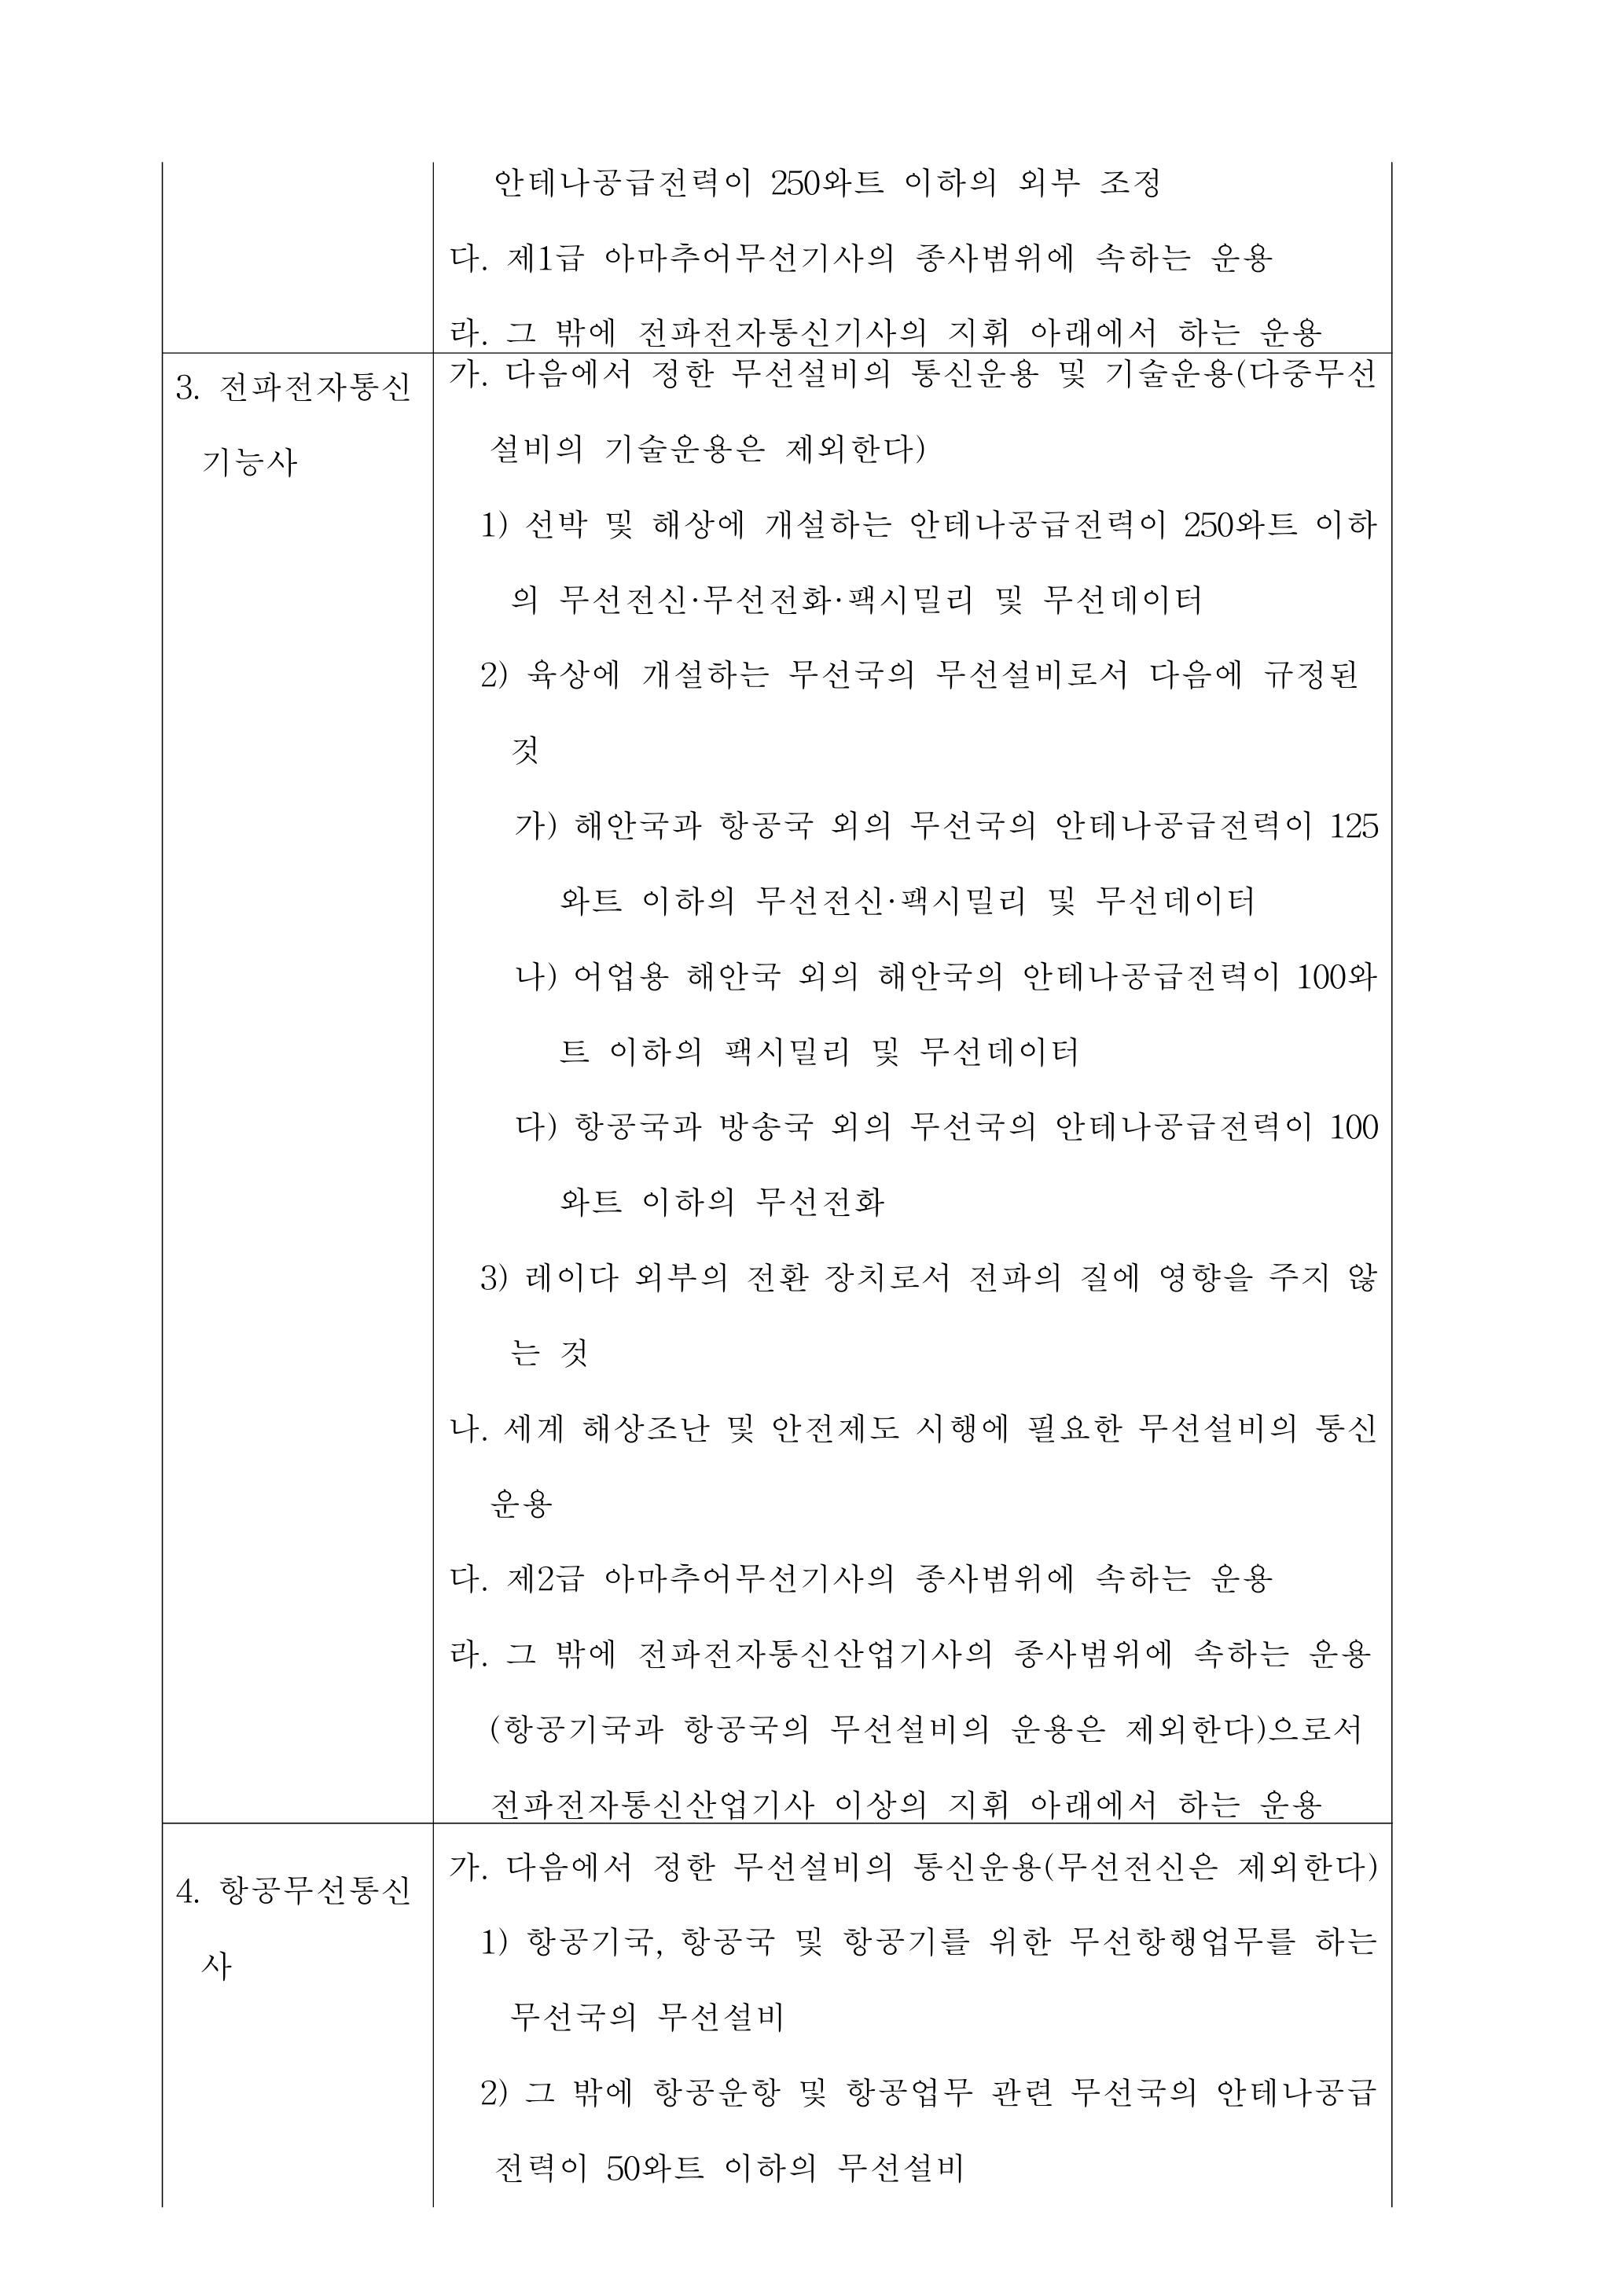 안테나공급전력이 250와트 이하의 외부 조정
다. 제1급 아마추어무선기사의 종사범위에 속하는 운용
라. 그 밖에 전파전자통신기사의 지휘 아래에서 하는 운용
3. 전파전자통신
기능사
가. 다음에서 정한 무선설비의 통신운용 및 기술운용(다중무선
설비의 기술운용은 제외한다)
1) 선박 및 해상에 개설하는 안테나공급전력이 250와트 이하
의 무선전신·무선전화·팩시밀리 및 무선데이터
2) 육상에 개설하는 무선국의 무선설비로서 다음에 규정된
것
가) 해안국과 항공국 외의 무선국의 안테나공급전력이 125
와트 이하의 무선전신·팩시밀리 및 무선데이터
나) 어업용 해안국 외의 해안국의 안테나공급전력이 100와
트 이하의 팩시밀리 및 무선데이터
다) 항공국과 방송국 외의 무선국의 안테나공급전력이 100
와트 이하의 무선전화
3) 레이다 외부의 전환 장치로서 전파의 질에 영향을 주지 않
는 것
나. 세계 해상조난 및 안전제도 시행에 필요한 무선설비의 통신
운용
다. 제2급 아마추어무선기사의 종사범위에 속하는 운용
라. 그 밖에 전파전자통신산업기사의 종사범위에 속하는 운용
(항공기국과 항공국의 무선설비의 운용은 제외한다)으로서
전파전자통신산업기사 이상의 지휘 아래에서 하는 운용
4. 항공무선통신
사
가. 다음에서 정한 무선설비의 통신운용(무선전신은 제외한다)
1) 항공기국, 항공국 및 항공기를 위한 무선항행업무를 하는
무선국의 무선설비
2) 그 밖에 항공운항 및 항공업무 관련 무선국의 안테나공급
전력이 50와트 이하의 무선설비